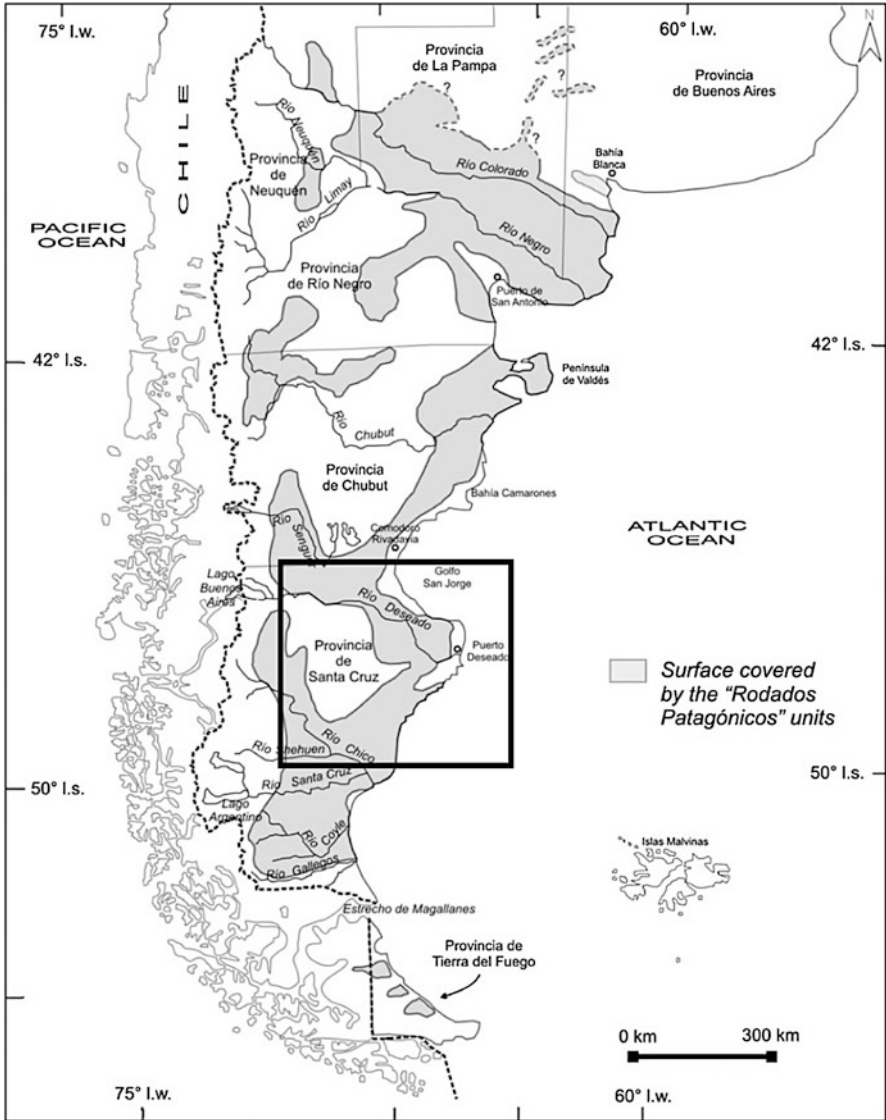 75° l.w.
60° l.w.
N
Provincia
de La Pampa
Provincia
de Buenos Aires
?
?
?
CHILE
Río Neuquén
Provincia
de
Neuquén
Río Colorado
Bahía
Blanca
Río Limay
PACIFIC
OCEAN
Río Negro
Provincia
de Río Negro
Puerto de
San Antonio
42° l.s.
42° l.s.
Península
de Valdés
Río
Chubut
Provincia
de Chubut
Bahía Camarones
Río
Senguer
Comodoro
Rivadavia
ATLANTIC
OCEAN
Lago
Buenos
Aires
Golfo
San Jorge
Río Deseado
Provincia
de
Santa Cruz
Puerto
Deseado
Surface covered
by the “Rodados
Patagónicos” units
Río Chico
Río Shehuen
Río Santa Cruz
50° l.s.
50° l.s.
Lago
Argentino
Río Coyle
Río Gallegos
Islas Malvinas
Estrecho de Magallanes
Provincia de
Tierra del Fuego
0 km
300 km
75° l.w.
60° l.w.